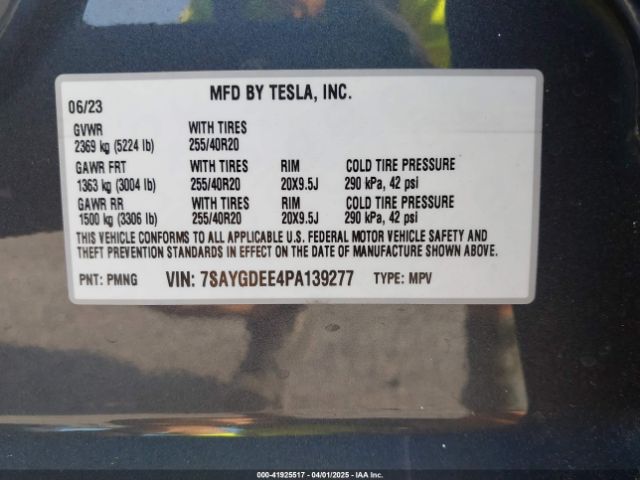 MFD BY TESLA, INC.
06/23
GVWR WITH TIRES
2369 kg (5224 lb) 255/40R20
GAWR FRT WITH TIRES RIM COLD TIRE PRESSURE
1363 kg (3004 lb) 255/40R20 20X9.5J 290 kPa, 42 psi
GAWR RR WITH TIRES RIM COLD TIRE PRESSURE
1500 kg (3306 lb) 255/40R20 20X9.5J 290 kPa, 42 psi
THIS VEHICLE CONFORMS TO ALL APPLICABLE U.S. FEDERAL MOTOR VEHICLE SAFETY AND
THEFT PREVENTION STANDARDS IN EFFECT ON THE DATE OF MANUFACTURE SHOWN ABOVE.
PNT: PMNG VIN: 7SAYGDEE4PA139277 TYPE: MPV
000-41925517 | 04/01/2025 | IAA Inc.